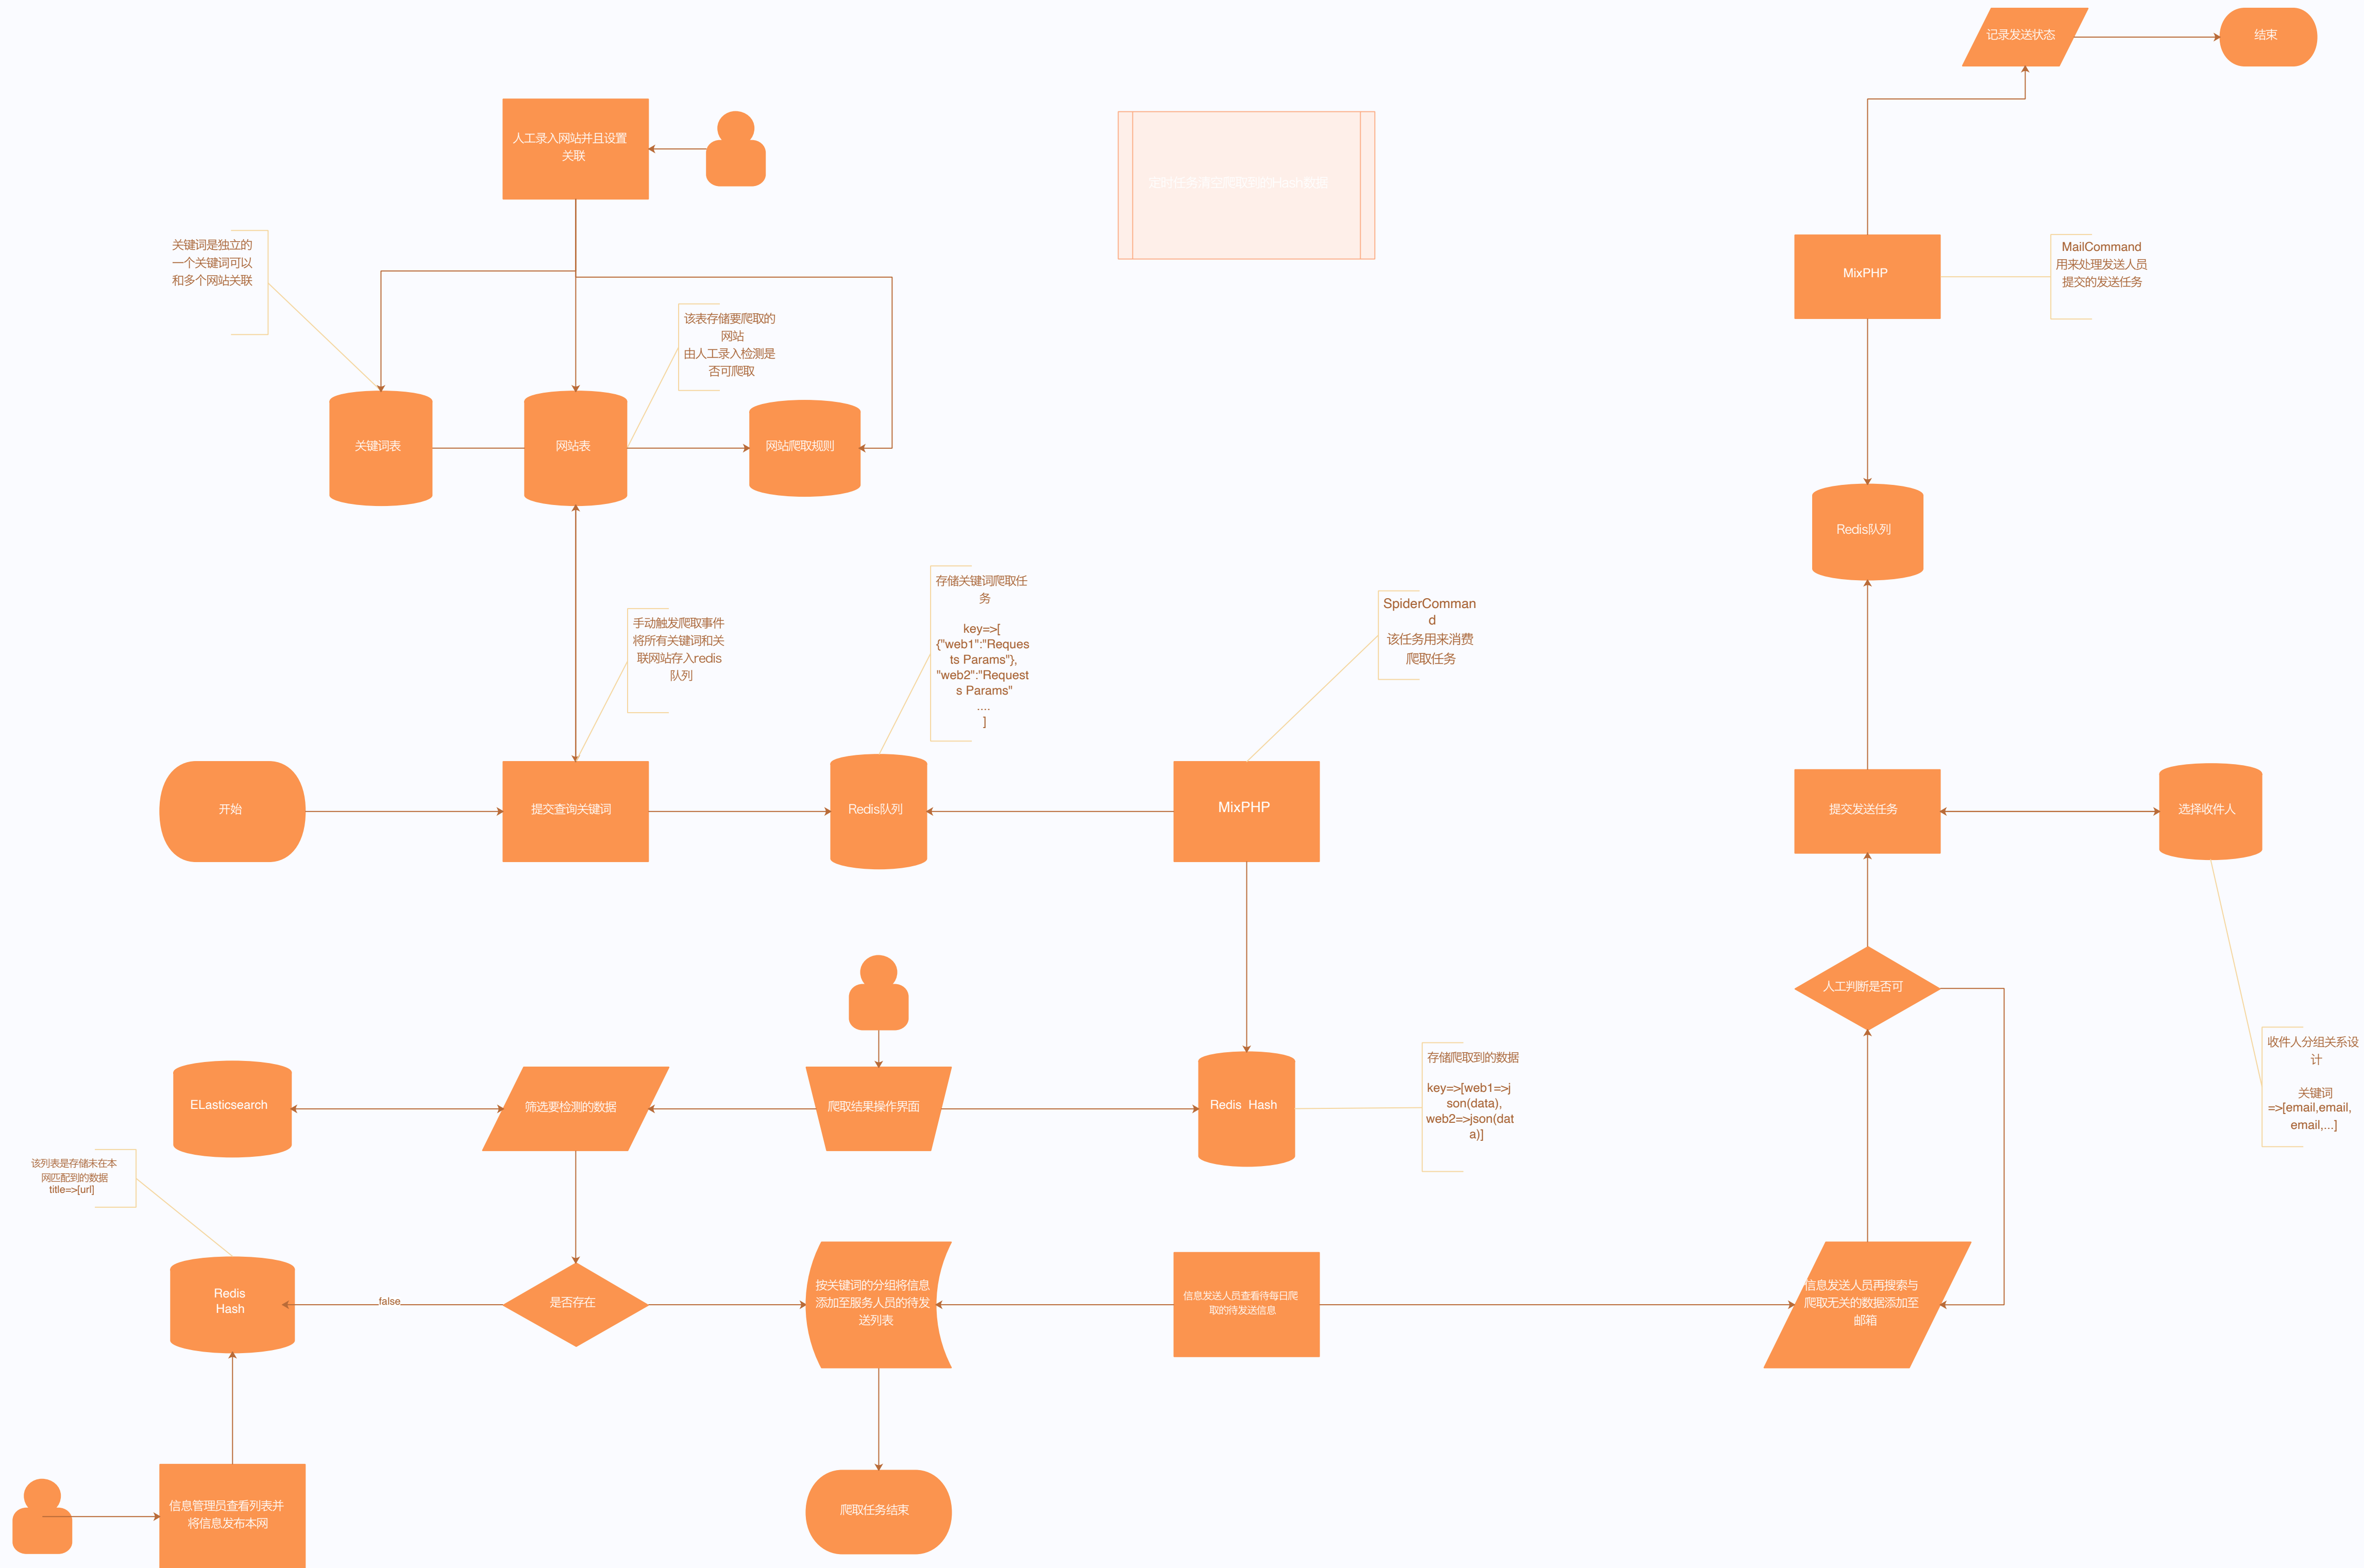 记录发送状态
结束
人工录入网站并且设置
关联
定时任务清空爬取到的Hash数据
关键词是独立的
一个关键词可以
和多个网站关联
MailCommand
用来处理发送人员
提交的发送任务
MixPHP
该表存储要爬取的
网站
由人工录入检测是
否可爬取
关键词表
网站表
网站爬取规则
Redis队列
存储关键词爬取任
务
key=>[
{"web1":"Reques
ts Params"},
"web2":"Request
s Params"
....
]
SpiderComman
d
该任务用来消费
爬取任务
手动触发爬取事件
将所有关键词和关
联网站存入redis
队列
开始
提交查询关键词
Redis队列
MixPHP
提交发送任务
选择收件人
人工判断是否可
收件人分组关系设
计
关键词
=>[email,email,
email,...]
存储爬取到的数据
key=>[web1=>j
son(data),
web2=>json(dat
a)]
ELasticsearch
筛选要检测的数据
爬取结果操作界面
Redis Hash
该列表是存储未在本
网匹配到的数据
title=>[url]
Redis
Hash
false
是否存在
按关键词的分组将信息
添加至服务人员的待发
送列表
信息发送人员查看待每日爬
取的待发送信息
信息发送人员再搜索与
爬取无关的数据添加至
邮箱
信息管理员查看列表并
将信息发布本网
爬取任务结束